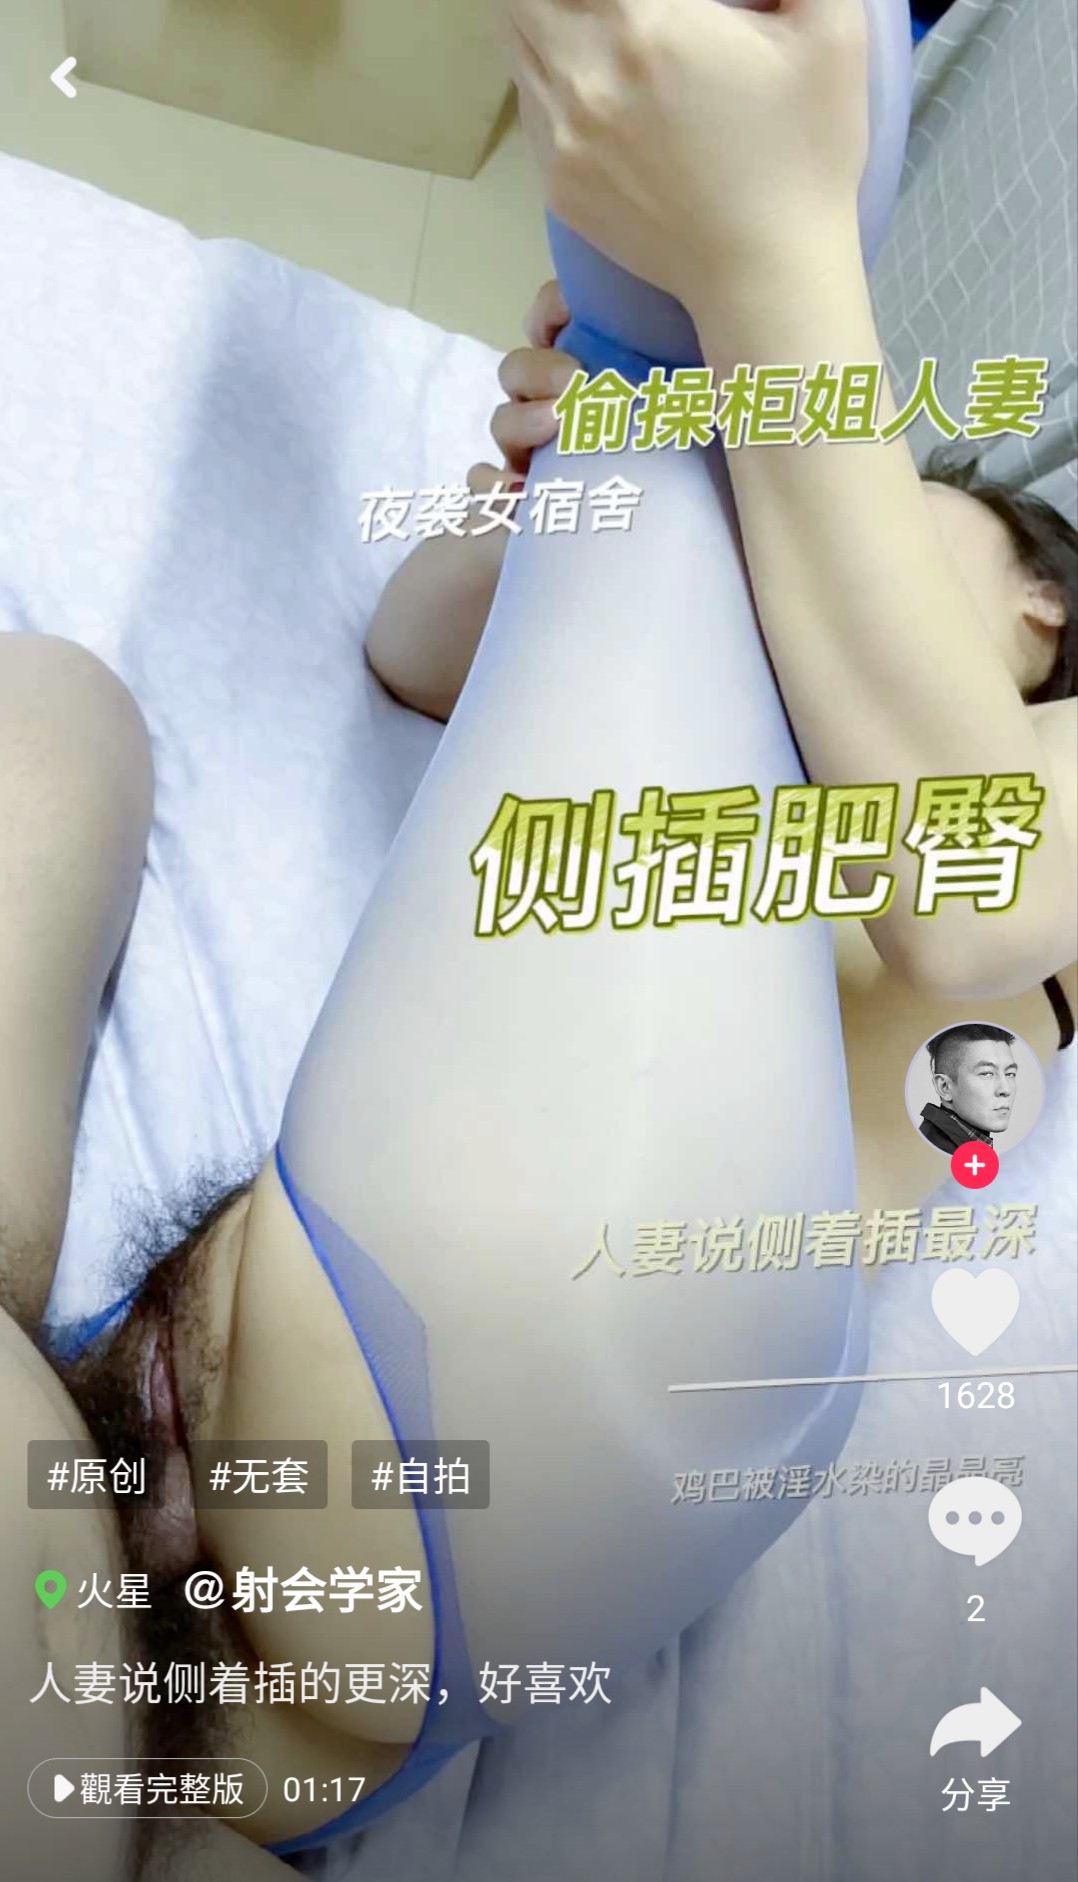 偷操柜姐人妻
夜袭女宿舍
侧插肥臀
人妻说侧着插最深
1628
#原创 #无套 #自拍
鸡巴被淫水染的晶晶亮
火星 @射会学家
2
人妻说侧着插的更深，好喜欢
觀看完整版 01:17
分享